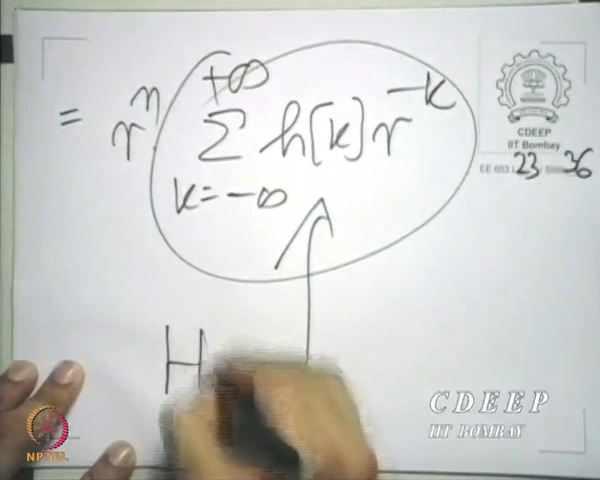 = r^n Σ_{k=-∞}^{+∞} h[k] r^{-k}
H
CDEEP
IIT Bombay
EE 603 L 23 / Slide 36
CDEEP
IIT BOMBAY
NPTEL